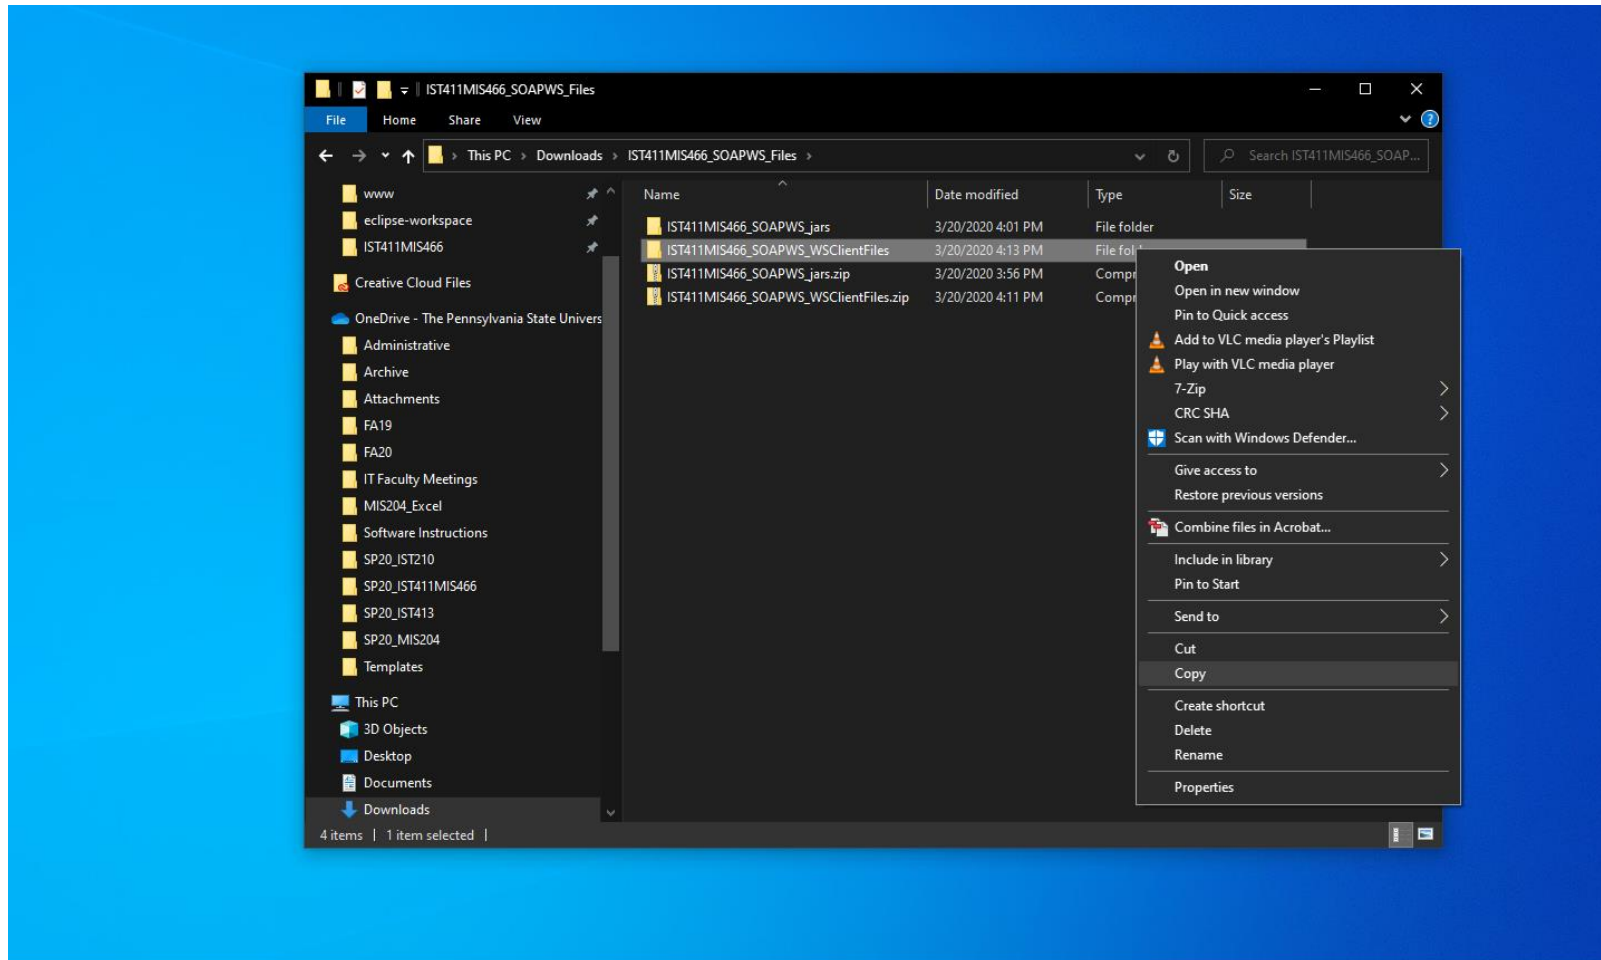 IST411MIS466_SOAPWS_Files
File Home Share View
This PC > Downloads > IST411MIS466_SOAPWS_Files >
Search IST411MIS466_SOAP...
www
eclipse-workspace
IST411MIS466
Creative Cloud Files
OneDrive - The Pennsylvania State Univers
Administrative
Archive
Attachments
FA19
FA20
IT Faculty Meetings
MIS204_Excel
Software Instructions
SP20_IST210
SP20_IST411MIS466
SP20_IST413
SP20_MIS204
Templates
This PC
3D Objects
Desktop
Documents
Downloads
Name Date modified Type Size
IST411MIS466_SOAPWS_jars 3/20/2020 4:01 PM File folder
IST411MIS466_SOAPWS_WSClientFiles 3/20/2020 4:13 PM File fol
IST411MIS466_SOAPWS_jars.zip 3/20/2020 3:56 PM Compr
IST411MIS466_SOAPWS_WSClientFiles.zip 3/20/2020 4:11 PM Compr
Open
Open in new window
Pin to Quick access
Add to VLC media player's Playlist
Play with VLC media player
7-Zip
CRC SHA
Scan with Windows Defender...
Give access to
Restore previous versions
Combine files in Acrobat...
Include in library
Pin to Start
Send to
Cut
Copy
Create shortcut
Delete
Rename
Properties
4 items | 1 item selected |